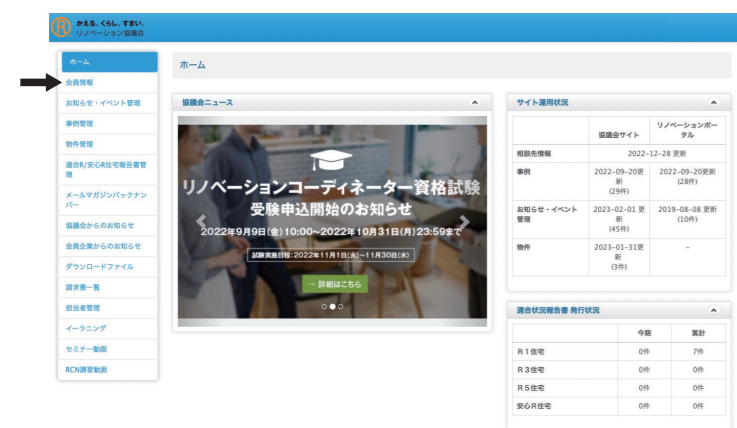 かえる。くらし。すまい。
リノベーション協議会
ホーム
会員情報
お知らせ・イベント管理
事例管理
物件管理
適合R/安心R住宅報告書管
理
メールマガジンバックナン
バー
協議会からのお知らせ
会員企業からのお知らせ
ダウンロードファイル
請求書一覧
担当者管理
イーラニング
セミナー動画
RCN講習動画
ホーム
協議会ニュース
リノベーションコーディネーター資格試験
受験申込開始のお知らせ
2022年9月9日(金)10:00~2022年10月31日(月)23:59まで
試験実施日程:2022年11月1日(火)~11月30日(水)
→ 詳細はこちら
サイト運用状況
協議会サイト
リノベーションポー
タル
相談先情報 2022-12-28 更新
事例 2022-09-20更
新
(29件)
2022-09-20更新
(28件)
お知らせ・イベント
管理
2023-02-01 更
新
(45件)
2019-08-08 更新
(10件)
物件 2023-01-31更
新
(3件)
-
適合状況報告書 発行状況
今期 累計
R1住宅 0件 7件
R3住宅 0件 0件
R5住宅 0件 0件
安心R住宅 0件 0件